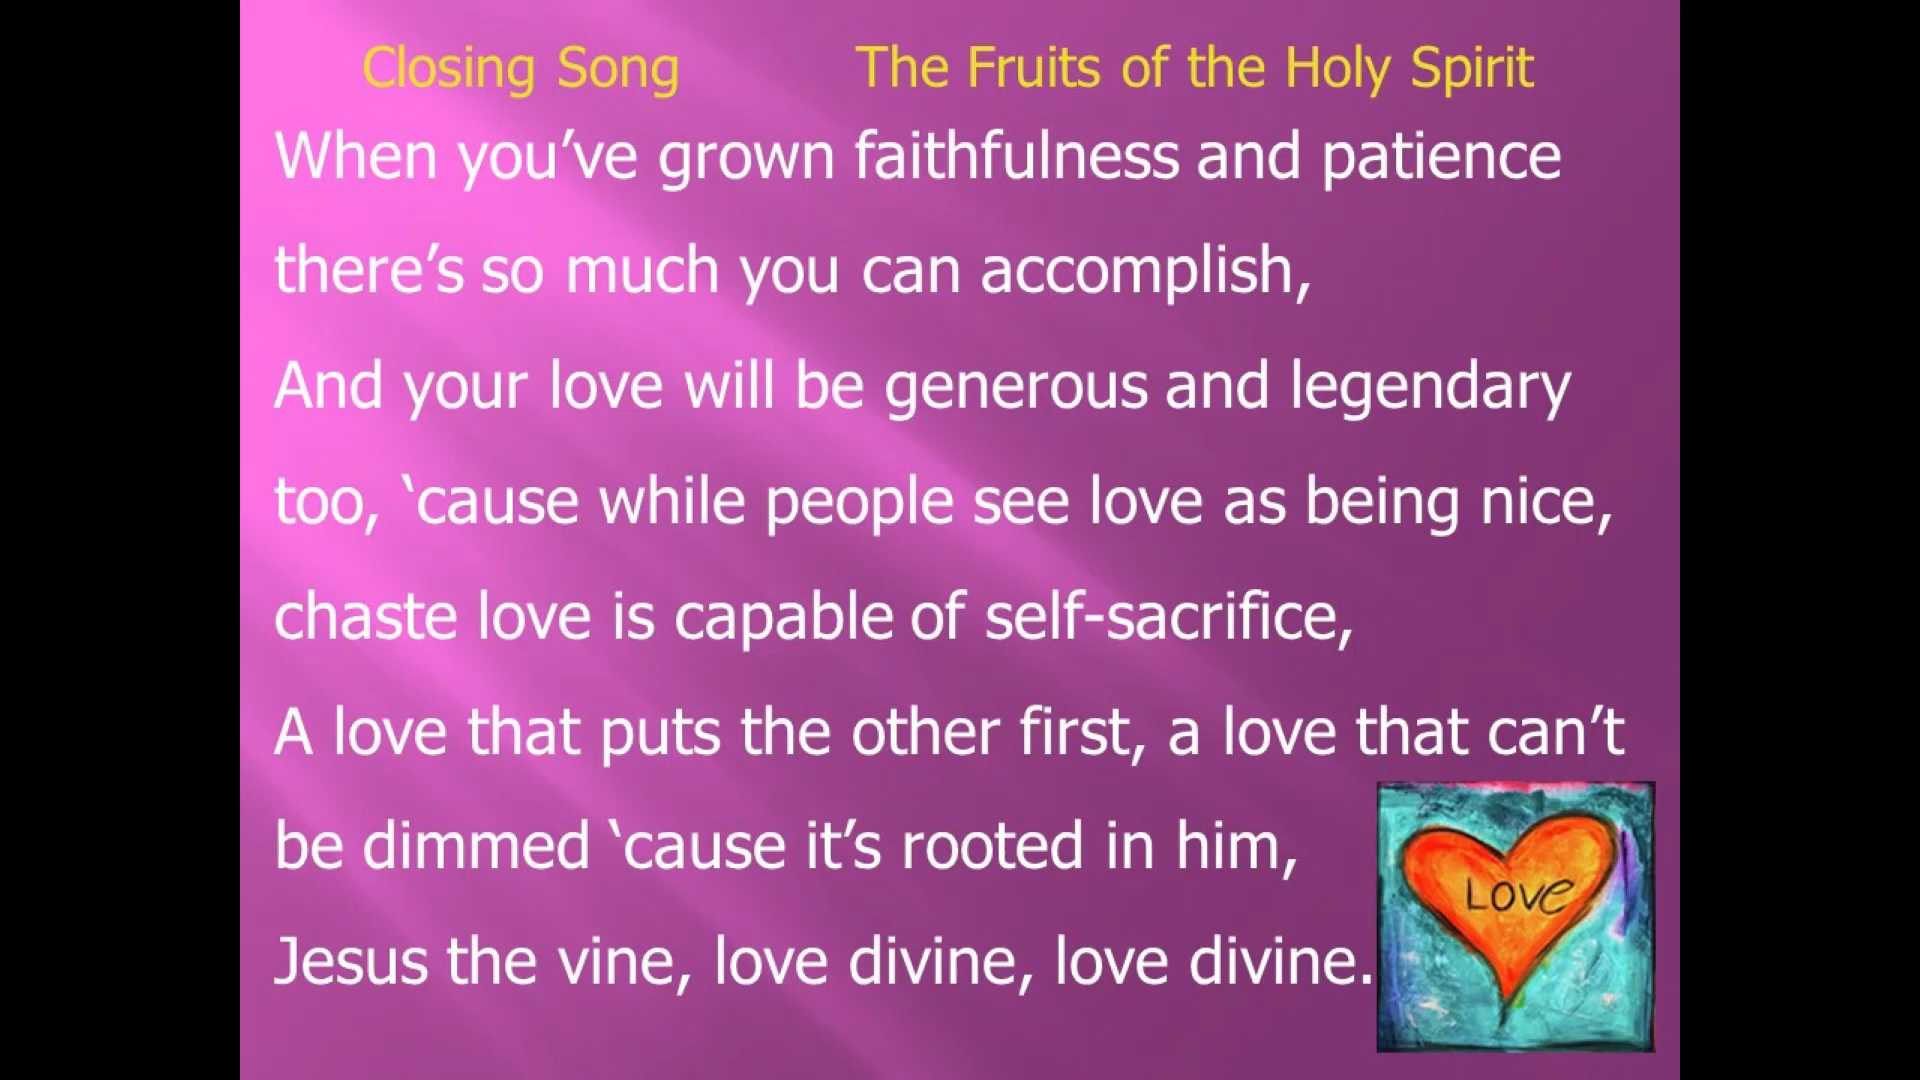 Closing Song The Fruits of the Holy Spirit
When you’ve grown faithfulness and patience
there’s so much you can accomplish,
And your love will be generous and legendary
too, ‘cause while people see love as being nice,
chaste love is capable of self-sacrifice,
A love that puts the other first, a love that can’t
be dimmed ‘cause it’s rooted in him,
Jesus the vine, love divine, love divine.
Love